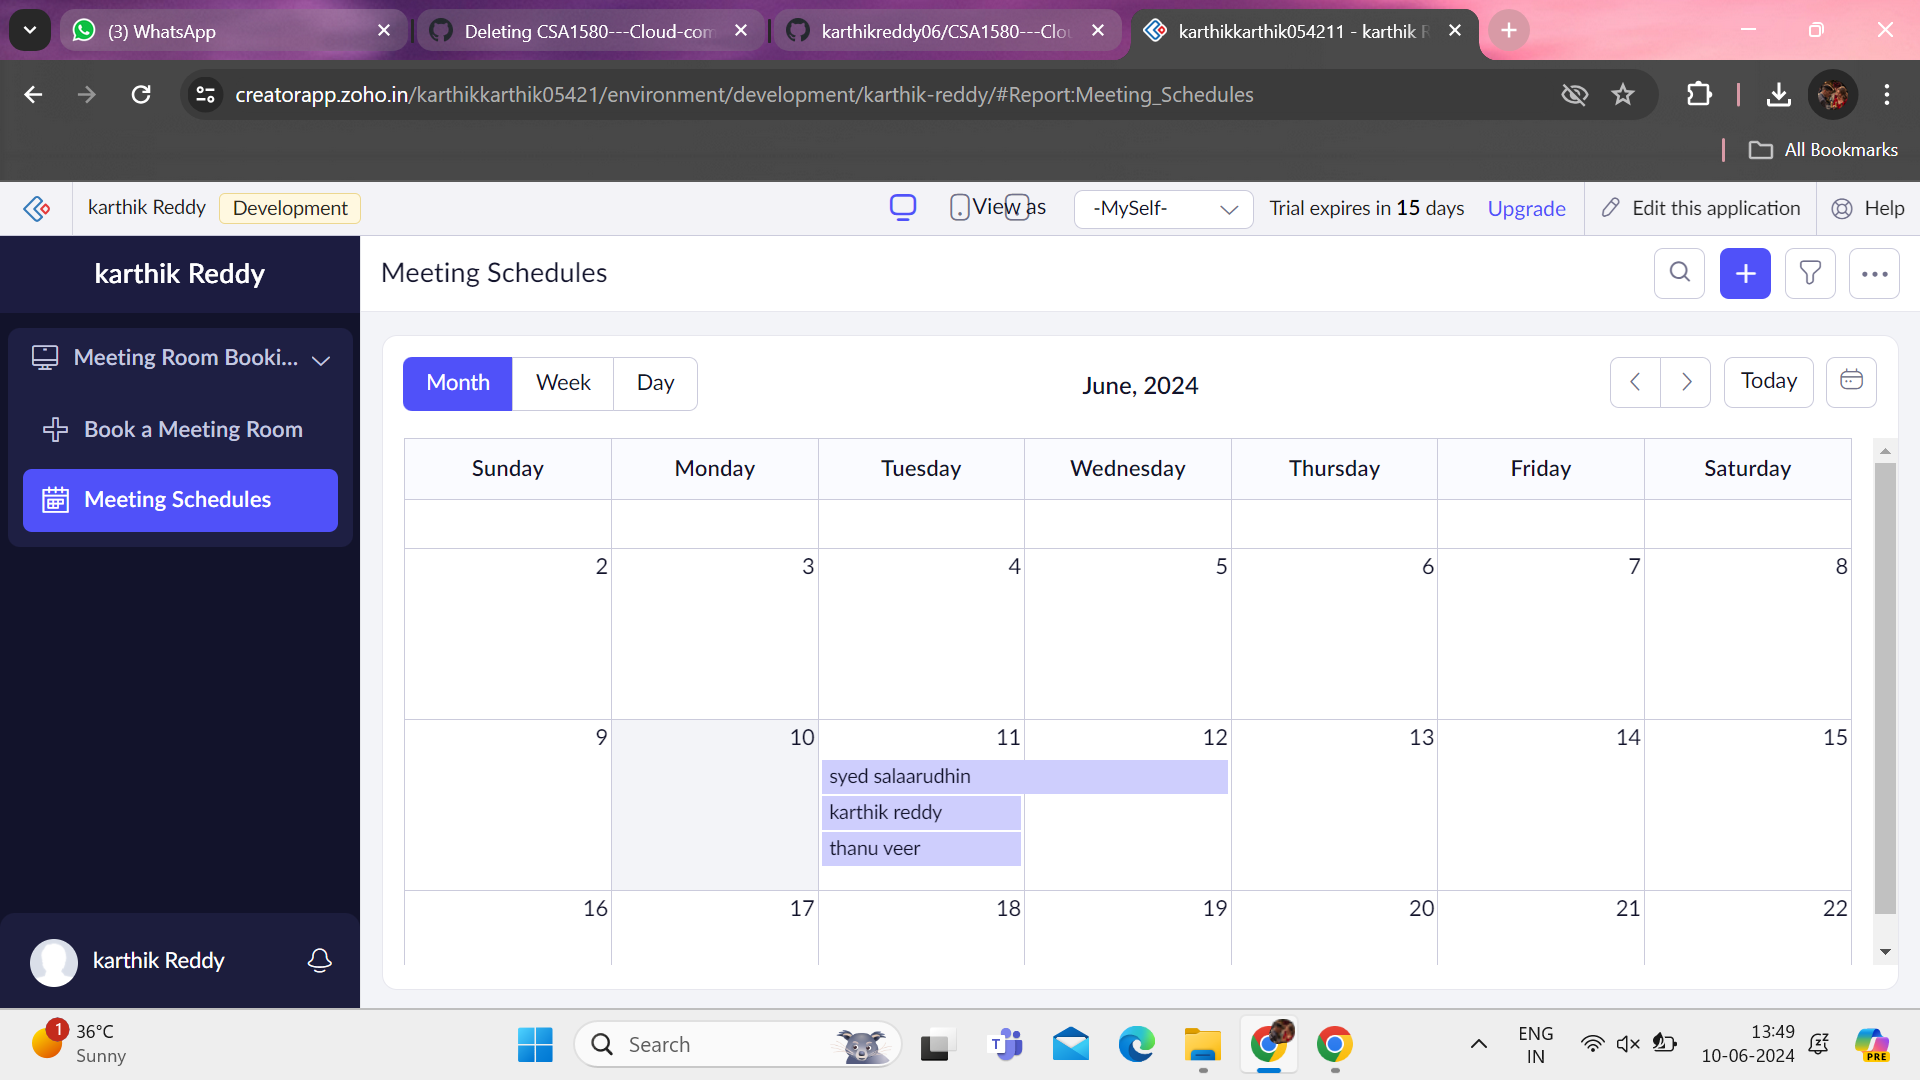 (3) WhatsApp
Deleting CSA1580---Cloud-com
karthikreddy06/CSA1580---Clou
karthikkarthik054211 - karthik R
creatorapp.zoho.in/karthikkarthik05421/environment/development/karthik-reddy/#Report:Meeting_Schedules
All Bookmarks
karthik Reddy
Development
View as
-MySelf-
Trial expires in 15 days
Upgrade
Edit this application
Help
karthik Reddy
Meeting Schedules
Meeting Room Booki...
Book a Meeting Room
Meeting Schedules
Month
Week
Day
June, 2024
Today
Sunday Monday Tuesday Wednesday Thursday Friday Saturday
2 3 4 5 6 7 8
9 10 11 12 13 14 15
syed salaarudhin
karthik reddy
thanu veer
16 17 18 19 20 21 22
karthik Reddy
1
36°C
Sunny
Search
T
ENG
IN
13:49
10-06-2024
PRE